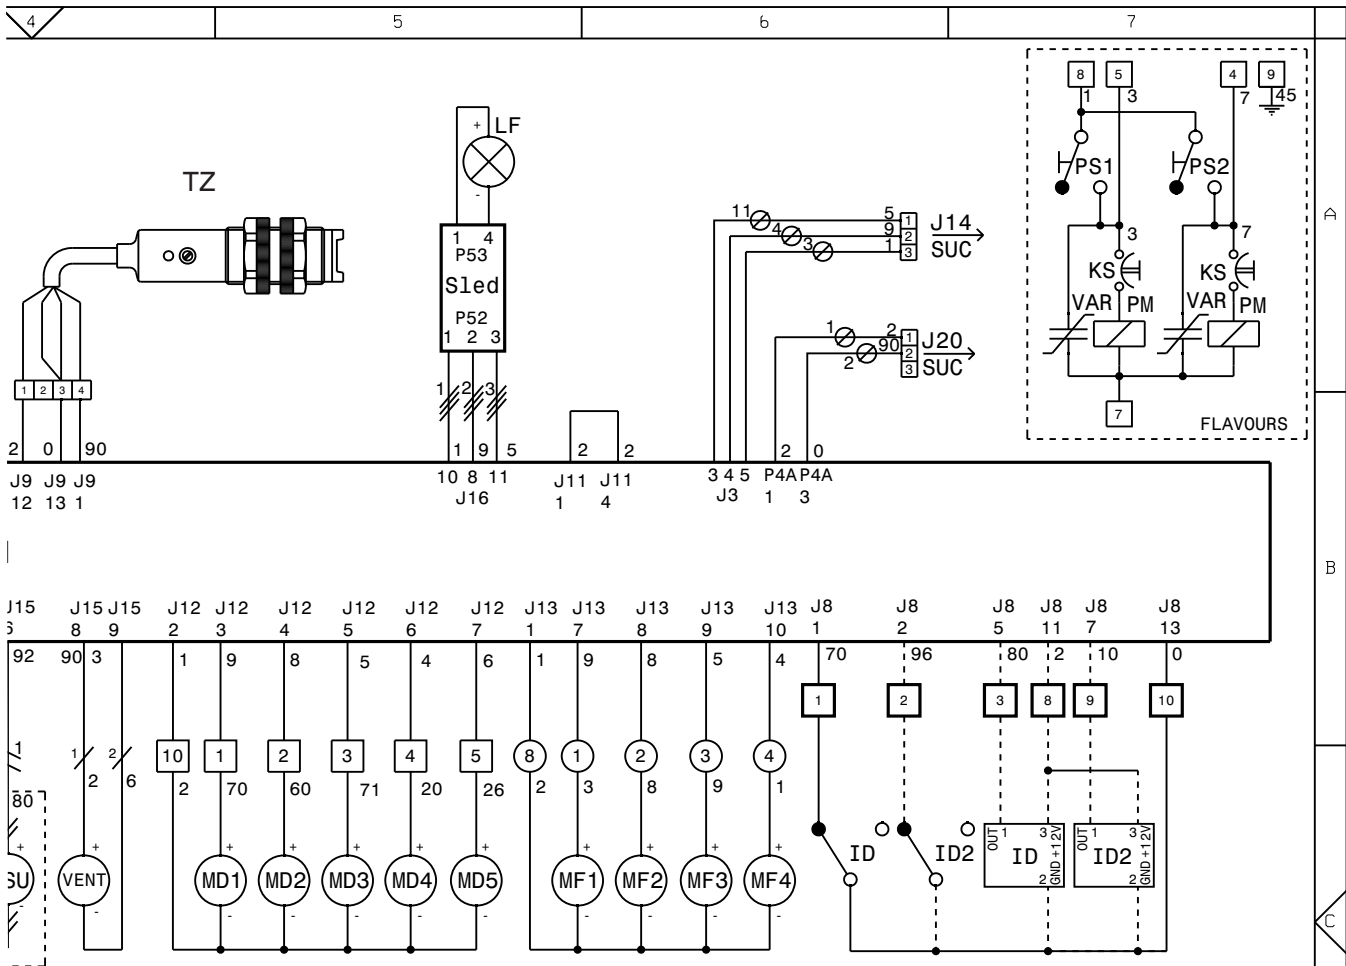 4 5 6 7
8 5 4 9
1 3 7 45
+ LF
TZ
PS1 PS2
11 5 1 J14
4 9 2
3 1 3 SUC
1 4
P53
3 7
KS KS
Sled
VAR PM VAR PM
P52
1 2 3
1 2 1 J20
2 90 2
3 SUC
1 2 3 4
1 2 3
7
FLAVOURS
A
2 0 90 1 9 5 2 2 2 0
J9 J9 J9 10 8 11 J11 J11 3 4 5 P4A P4A
12 13 1 J16 1 4 J3 1 3
B
J15 J15 J15 J12 J12 J12 J12 J12 J12 J13 J13 J13 J13 J13 J8 J8 J8 J8 J8 J8
6 8 9 2 3 4 5 6 7 1 7 8 9 10 1 2 5 11 7 13
92 90 3 1 9 8 5 4 6 1 9 8 5 4 70 96 80 2 10 0
1 2 3 8 9 10
1 1 2 10 1 2 3 4 5 8 1 2 3 4
2 6 2 70 60 71 20 26 2 3 8 9 1
80
OUT 1 3 +12V OUT 1 3 +12V
+ + + + + + + + + + +
SU VENT MD1 MD2 MD3 MD4 MD5 MF1 MF2 MF3 MF4 ID ID2 ID ID2
2 GND 2 GND
- - - - - - - - - - -
C